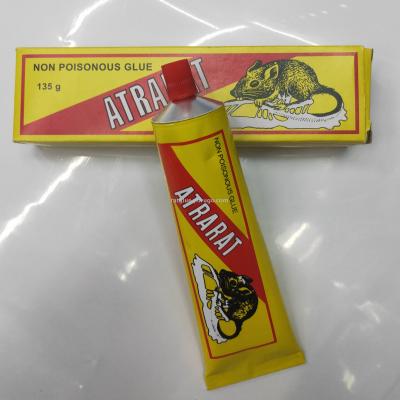 NON POISONOUS GLUE
135 g
ATRARAT
NON POISONOUS GLUE
ATRARAT